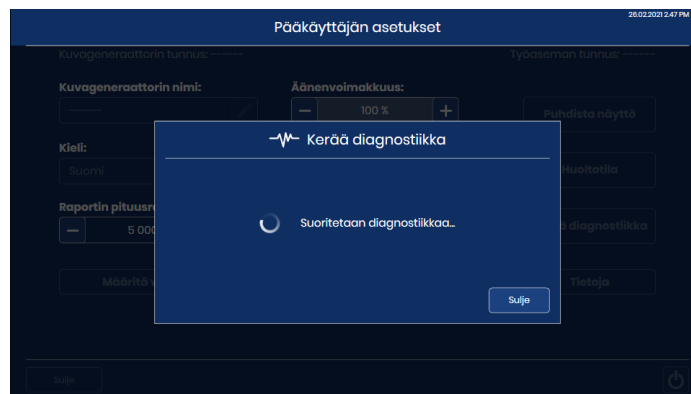 26.02.2021 2.47 PM
Pääkäyttäjän asetukset
Kuvageneraattorin tunnus: ------
Työaseman tunnus: ------
Kuvageneraattorin nimi:
Äänenvoimakkuus:
------
100 %
Puhdista näyttö
Kerää diagnostiikka
Kieli:
Suomi
Huoltotila
Raportin pituusr
5 000
Suoritetaan diagnostiikkaa...
diagnostiikka
Määritä
Tietoja
Sulje
Sulje